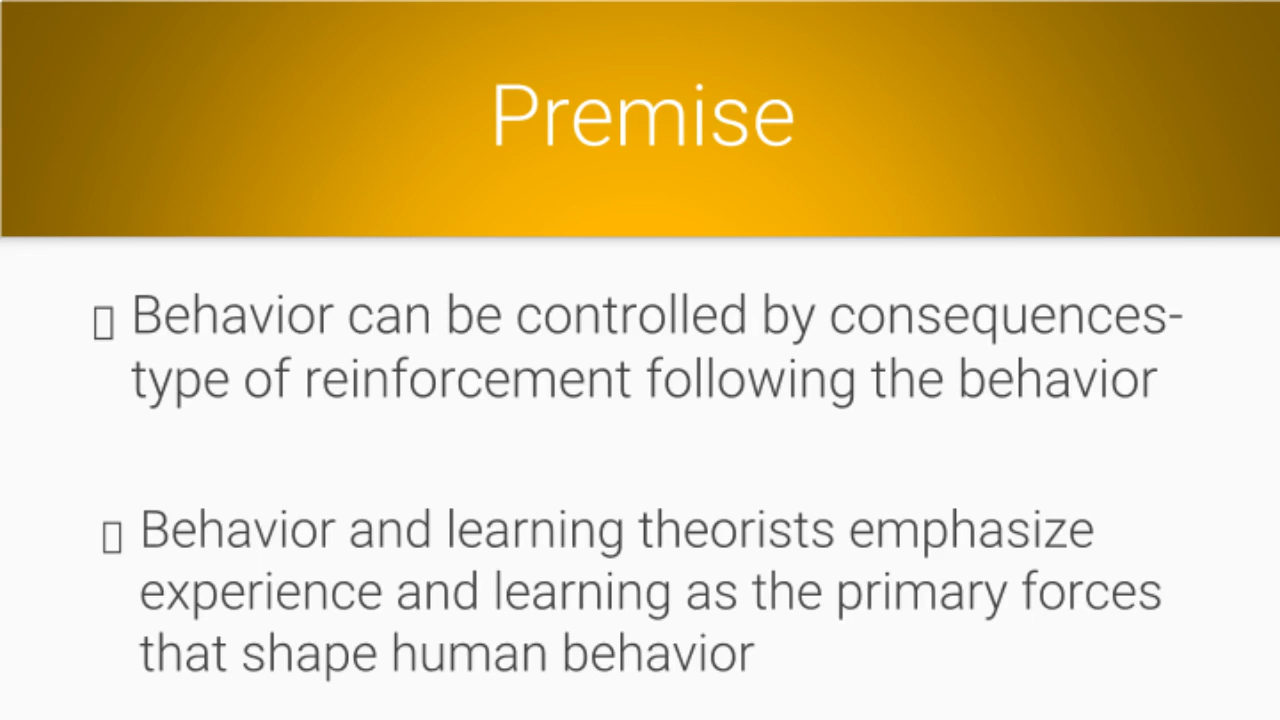 Premise
Behavior can be controlled by consequences-
type of reinforcement following the behavior
Behavior and learning theorists emphasize
experience and learning as the primary forces
that shape human behavior